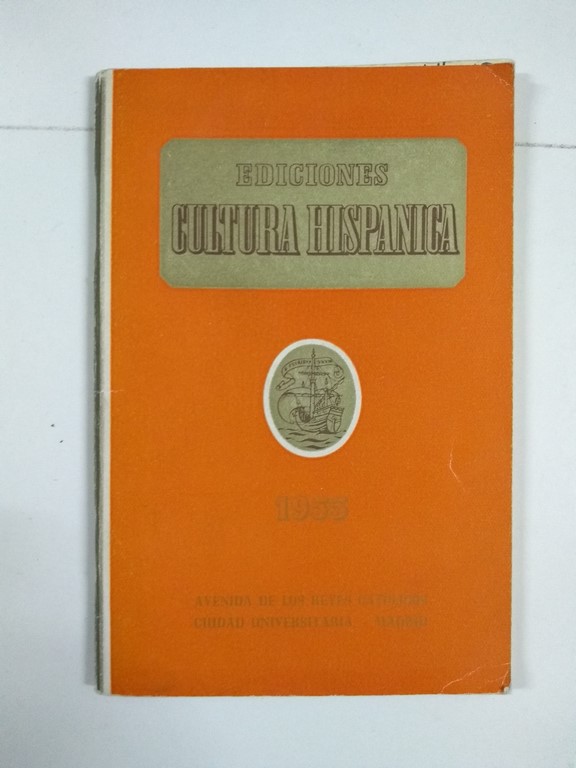 EDICIONES
CULTURA HISPANICA
1955
AVENIDA DE LOS REYES CATOLICOS
CIUDAD UNIVERSITARIA - MADRID